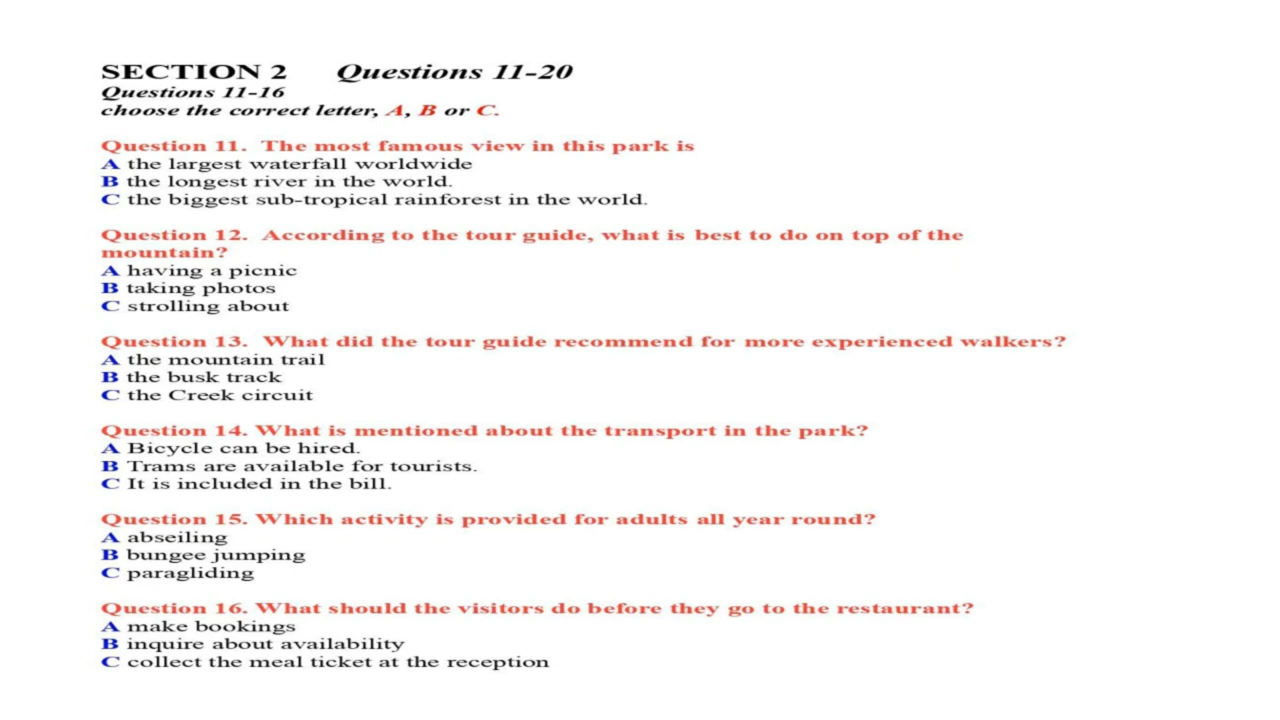 SECTION 2 Questions 11-20
Questions 11-16
choose the correct letter, A, B or C.
Question 11. The most famous view in this park is
A the largest waterfall worldwide
B the longest river in the world.
C the biggest sub-tropical rainforest in the world.
Question 12. According to the tour guide, what is best to do on top of the
mountain?
A having a picnic
B taking photos
C strolling about
Question 13. What did the tour guide recommend for more experienced walkers?
A the mountain trail
B the busk track
C the Creek circuit
Question 14. What is mentioned about the transport in the park?
A Bicycle can be hired.
B Trams are available for tourists.
C It is included in the bill.
Question 15. Which activity is provided for adults all year round?
A abseiling
B bungee jumping
C paragliding
Question 16. What should the visitors do before they go to the restaurant?
A make bookings
B inquire about availability
C collect the meal ticket at the reception